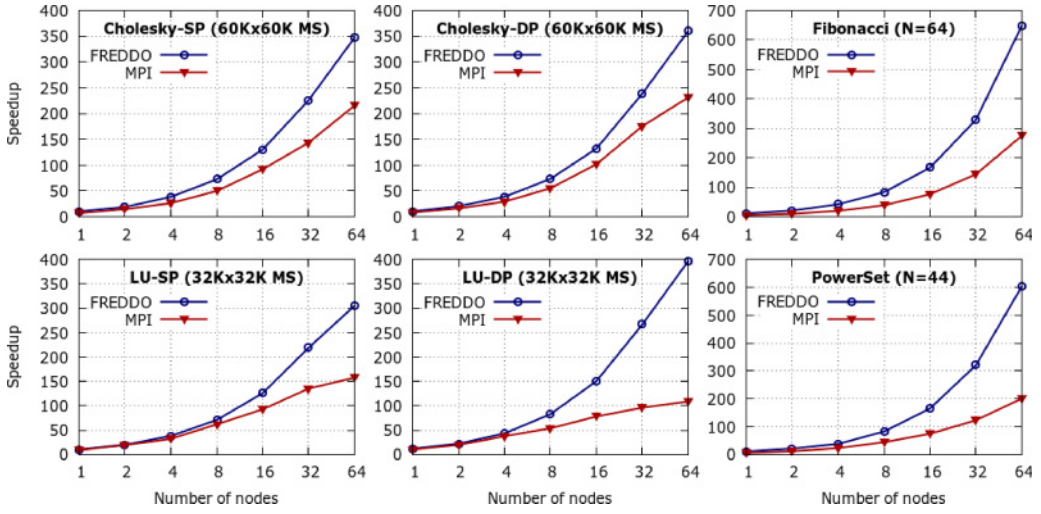 Cholesky-SP (60Kx60K MS)
FREDDO
MPI
Speedup
400
350
300
250
200
150
100
50
0
1 2 4 8 16 32 64
Cholesky-DP (60Kx60K MS)
FREDDO
MPI
400
350
300
250
200
150
100
50
0
1 2 4 8 16 32 64
Fibonacci (N=64)
FREDDO
MPI
700
600
500
400
300
200
100
0
1 2 4 8 16 32 64
LU-SP (32Kx32K MS)
FREDDO
MPI
Speedup
400
350
300
250
200
150
100
50
0
1 2 4 8 16 32 64
Number of nodes
LU-DP (32Kx32K MS)
FREDDO
MPI
400
350
300
250
200
150
100
50
0
1 2 4 8 16 32 64
Number of nodes
PowerSet (N=44)
FREDDO
MPI
700
600
500
400
300
200
100
0
1 2 4 8 16 32 64
Number of nodes